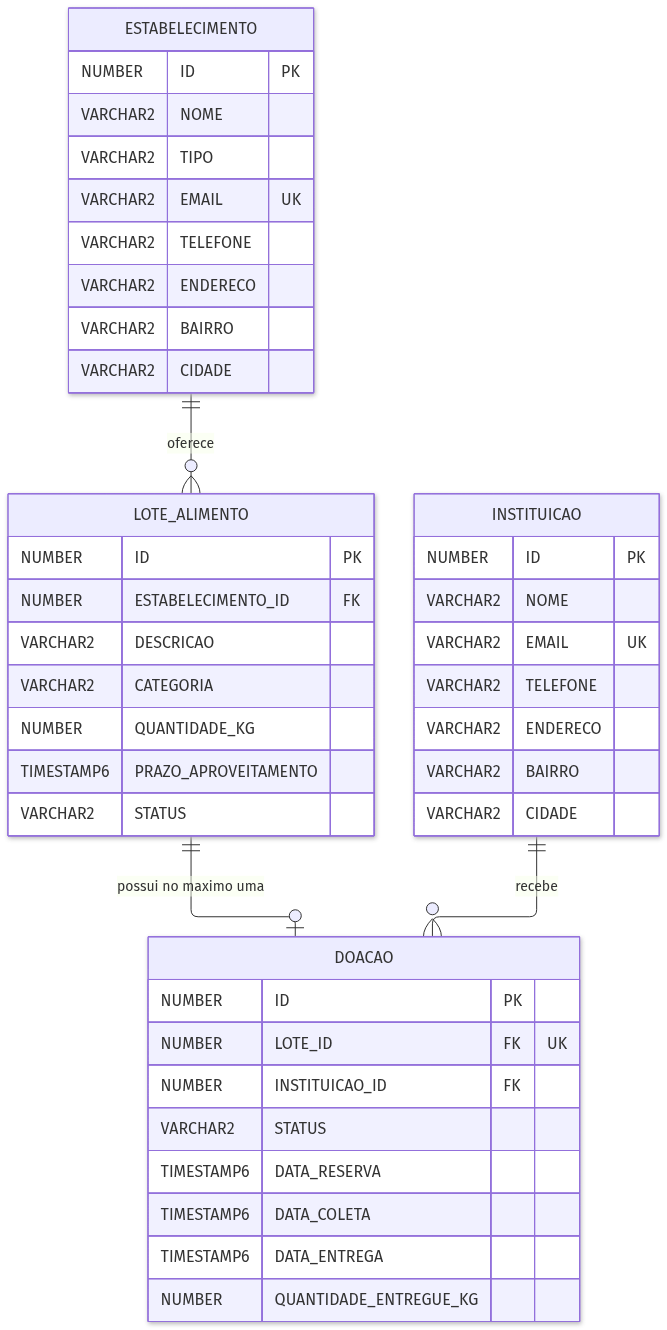 ESTABELECIMENTO
NUMBER ID PK
VARCHAR2 NOME
VARCHAR2 TIPO
VARCHAR2 EMAIL UK
VARCHAR2 TELEFONE
VARCHAR2 ENDERECO
VARCHAR2 BAIRRO
VARCHAR2 CIDADE
oferece
LOTE_ALIMENTO
NUMBER ID PK
NUMBER ESTABELECIMENTO_ID FK
VARCHAR2 DESCRICAO
VARCHAR2 CATEGORIA
NUMBER QUANTIDADE_KG
TIMESTAMP6 PRAZO_APROVEITAMENTO
VARCHAR2 STATUS
INSTITUICAO
NUMBER ID PK
VARCHAR2 NOME
VARCHAR2 EMAIL UK
VARCHAR2 TELEFONE
VARCHAR2 ENDERECO
VARCHAR2 BAIRRO
VARCHAR2 CIDADE
possui no maximo uma
recebe
DOACAO
NUMBER ID PK
NUMBER LOTE_ID FK UK
NUMBER INSTITUICAO_ID FK
VARCHAR2 STATUS
TIMESTAMP6 DATA_RESERVA
TIMESTAMP6 DATA_COLETA
TIMESTAMP6 DATA_ENTREGA
NUMBER QUANTIDADE_ENTREGUE_KG